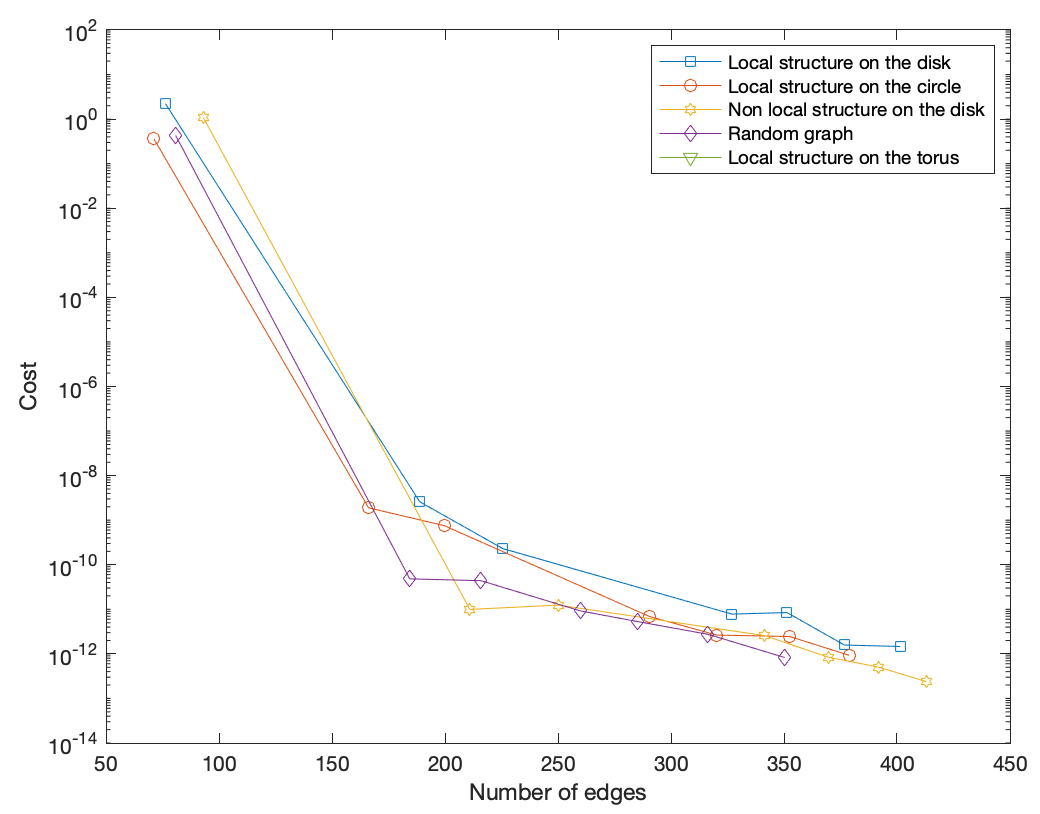 10^2
10^0
10^-2
10^-4
10^-6
10^-8
10^-10
10^-12
10^-14
Cost
50 100 150 200 250 300 350 400 450
Number of edges
Local structure on the disk
Local structure on the circle
Non local structure on the disk
Random graph
Local structure on the torus